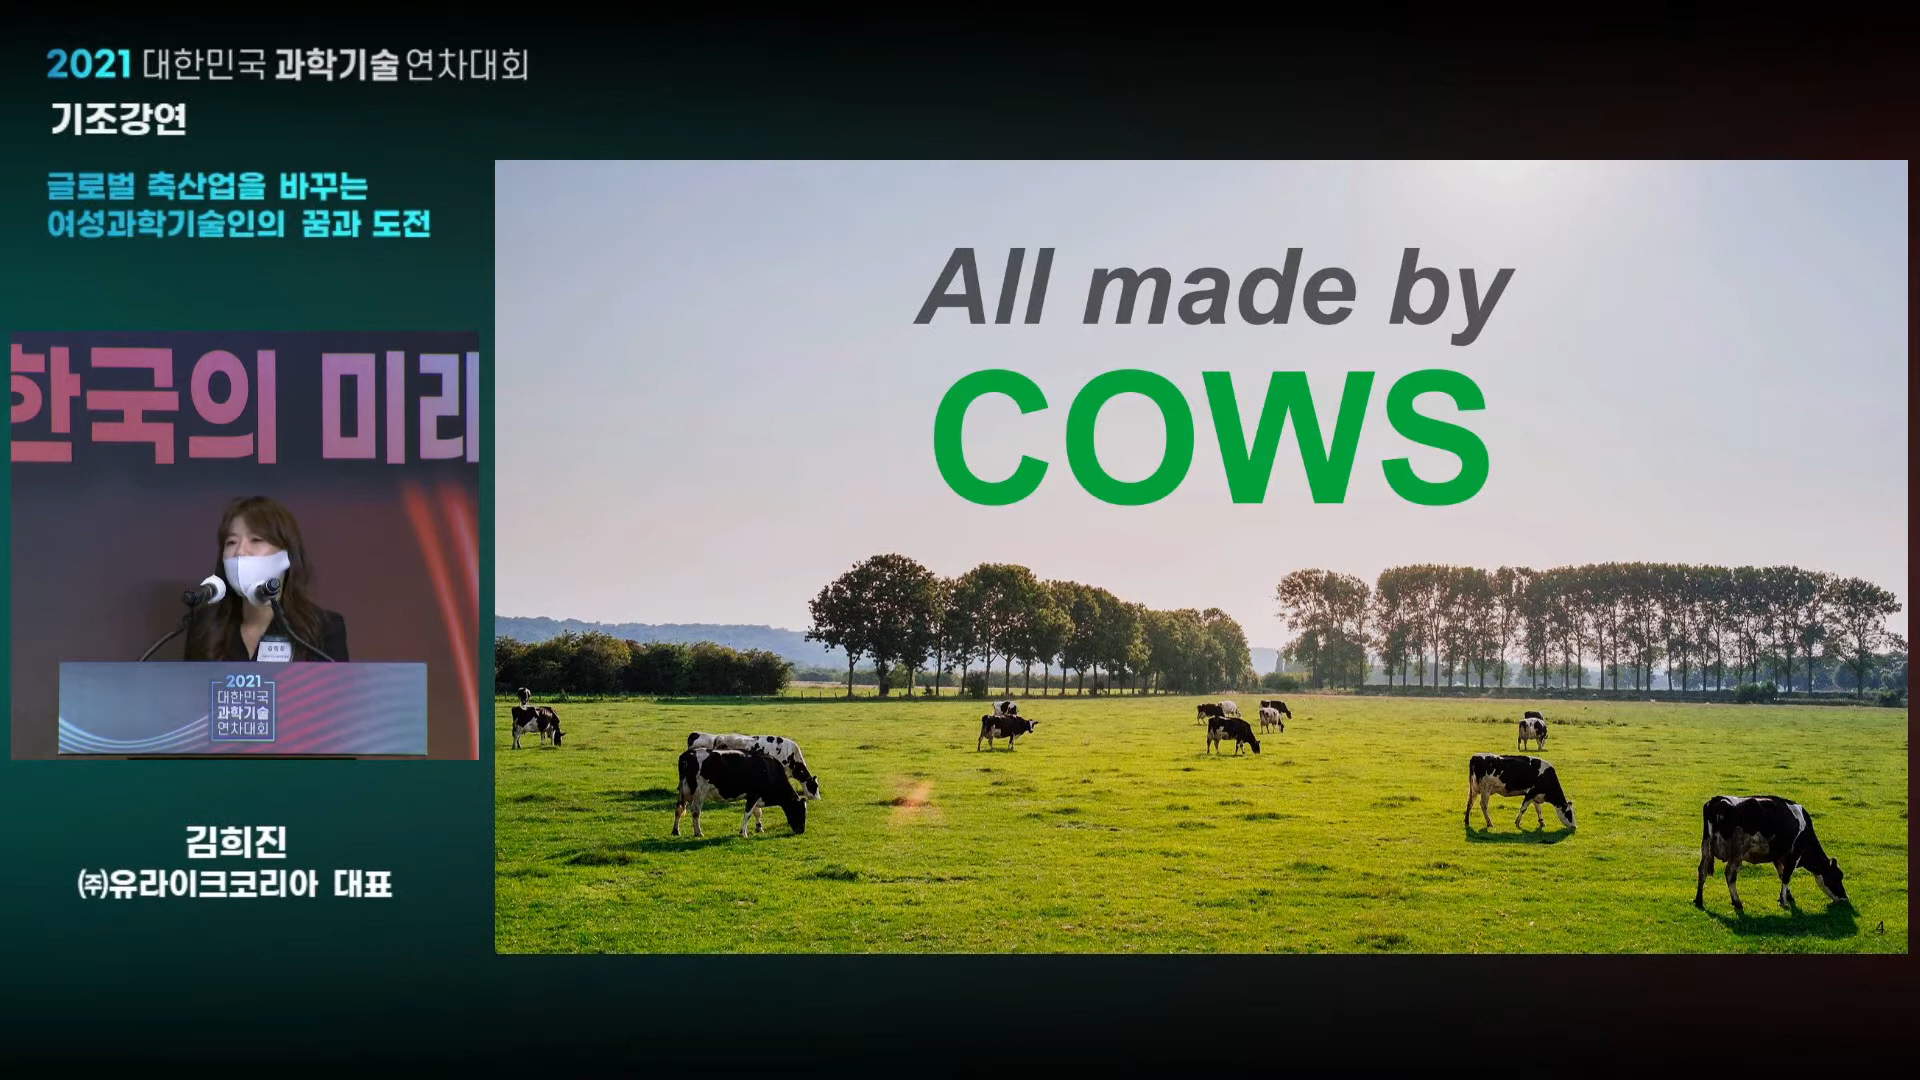 2021 대한민국 과학기술 연차대회
기조강연
글로벌 축산업을 바꾸는
여성과학기술인의 꿈과 도전
한국의 미래
2021
대한민국
과학기술
연차대회
김희진
㈜유라이크코리아 대표
All made by
COWS
4